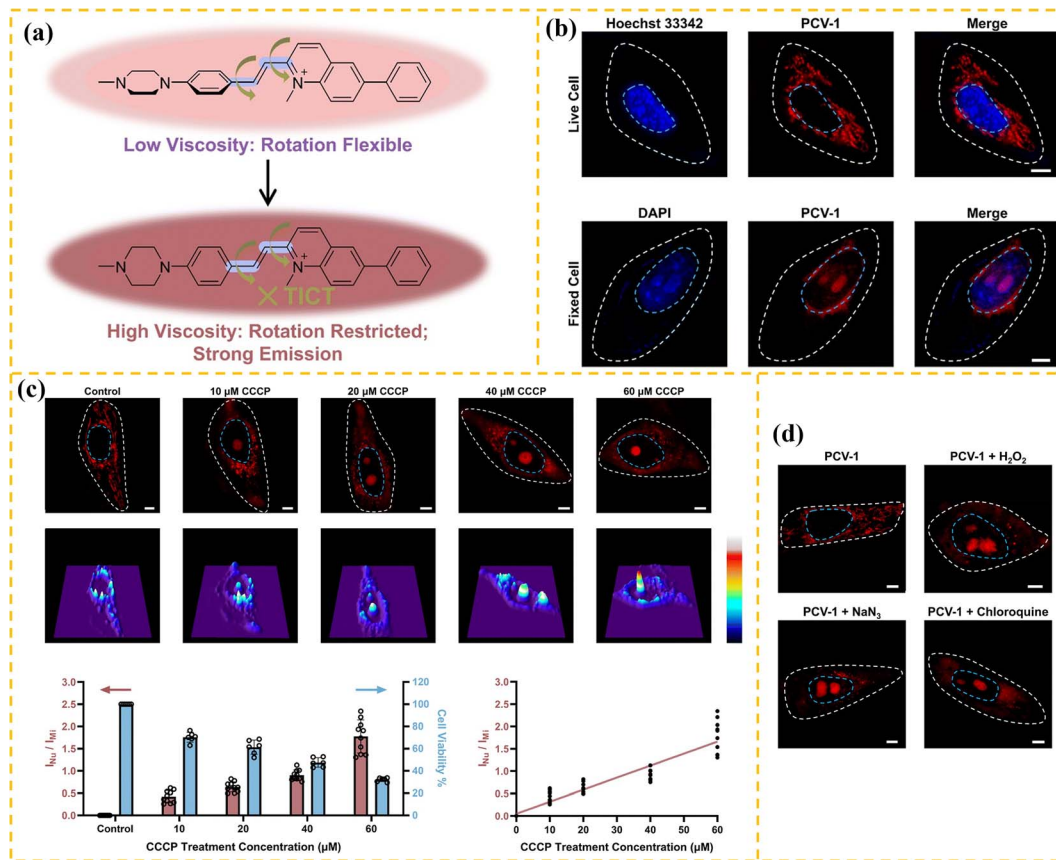 (a)
N
N
N+
Low Viscosity: Rotation Flexible
N
N
N+
× TICT
High Viscosity: Rotation Restricted;
Strong Emission
(b)
Hoechst 33342
PCV-1
Merge
Live Cell
DAPI
PCV-1
Merge
Fixed Cell
(c)
Control
10 μM CCCP
20 μM CCCP
40 μM CCCP
60 μM CCCP
I_Nu / I_Mi
3.0
2.5
2.0
1.5
1.0
0.5
0.0
120
100
80
60
40
20
0
Cell Viability %
Control
10
20
40
60
CCCP Treatment Concentration (μM)
I_Nu / I_Mi
3.0
2.5
2.0
1.5
1.0
0.5
0.0
0
10
20
30
40
50
60
CCCP Treatment Concentration (μM)
(d)
PCV-1
PCV-1 + H₂O₂
PCV-1 + NaN₃
PCV-1 + Chloroquine